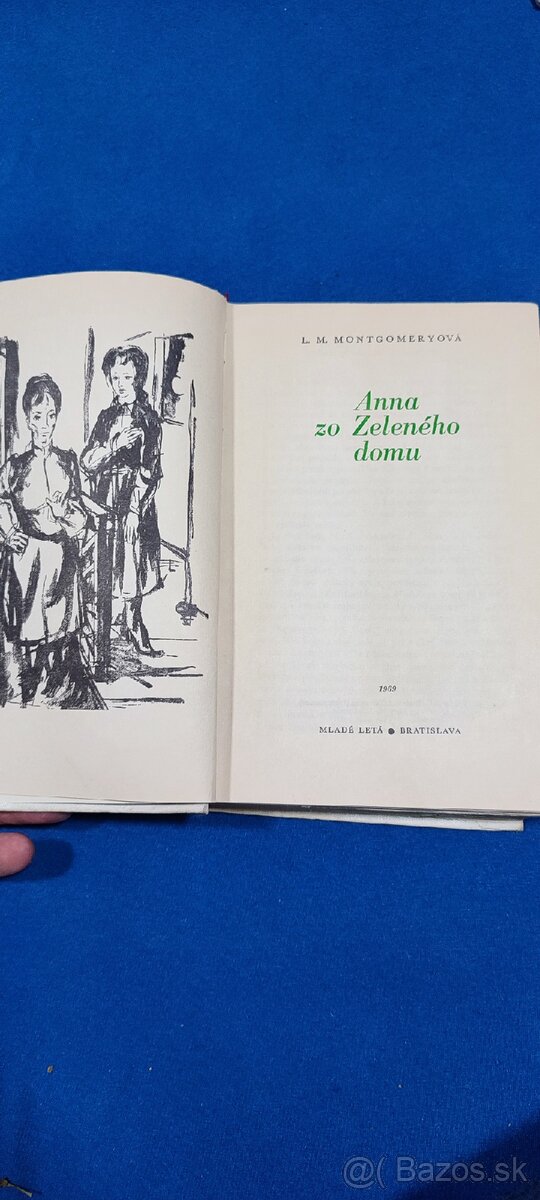 L. M. MONTGOMERYOVÁ
Anna
zo Zeleného
domu
1969
MLADÉ LETÁ ● BRATISLAVA
@( Bazos.sk